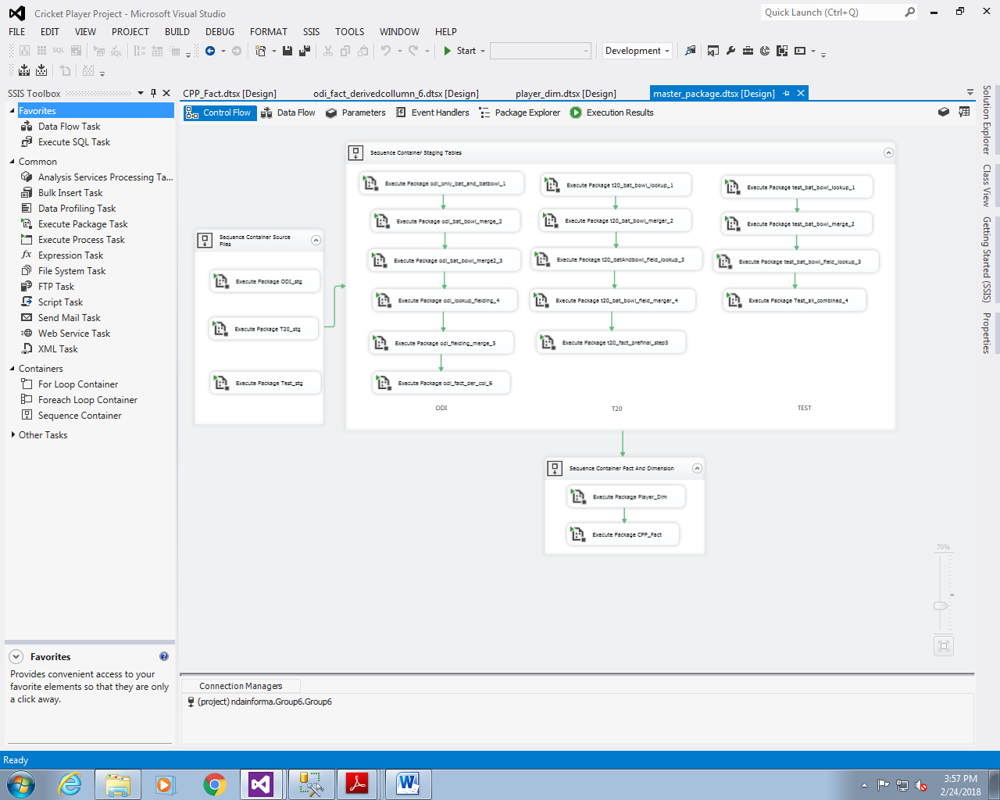 Cricket Player Project - Microsoft Visual Studio
Quick Launch (Ctrl+Q)
FILE EDIT VIEW PROJECT BUILD DEBUG FORMAT SSIS TOOLS WINDOW HELP
Start
Development
SSIS Toolbox
CPP_Fact.dtsx [Design] odi_fact_derivedcollumn_6.dtsx [Design] player_dim.dtsx [Design] master_package.dtsx [Design]
Control Flow Data Flow Parameters Event Handlers Package Explorer Execution Results
Favorites
Data Flow Task
Execute SQL Task
Common
Analysis Services Processing Ta...
Bulk Insert Task
Data Profiling Task
Execute Package Task
Execute Process Task
Expression Task
File System Task
FTP Task
Script Task
Send Mail Task
Web Service Task
XML Task
Containers
For Loop Container
Foreach Loop Container
Sequence Container
Other Tasks
Sequence Container Source
Files
Execute Package ODI_stg
Execute Package T20_stg
Execute Package Test_stg
Sequence Container Staging Tables
Execute Package odi_only_bat_and_batbowl_1
Execute Package odi_bat_bowl_merge_2
Execute Package odi_bat_bowl_merge2_3
Execute Package odi_lookup_fielding_4
Execute Package odi_fielding_merge_5
Execute Package odi_fact_der_col_6
ODI
Execute Package t20_bat_bowl_lookup_1
Execute Package t20_bat_bowl_merger_2
Execute Package t20_batAndbowl_field_lookup_3
Execute Package t20_bat_bowl_field_merger_4
Execute Package t20_fact_prefinal_step5
T20
Execute Package test_bat_bowl_lookup_1
Execute Package test_bat_bowl_merge_2
Execute Package test_bat_bowl_field_lookup_3
Execute Package Test_all_combined_4
TEST
Sequence Container Fact And Dimension
Execute Package Player_Dim
Execute Package CPP_Fact
70%
Solution Explorer
Class View
Getting Started (SSIS)
Properties
Favorites
Provides convenient access to your
favorite elements so that they are only
a click away.
Connection Managers
(project) ndainforma.Group6.Group6
Ready
3:57 PM
2/24/2018